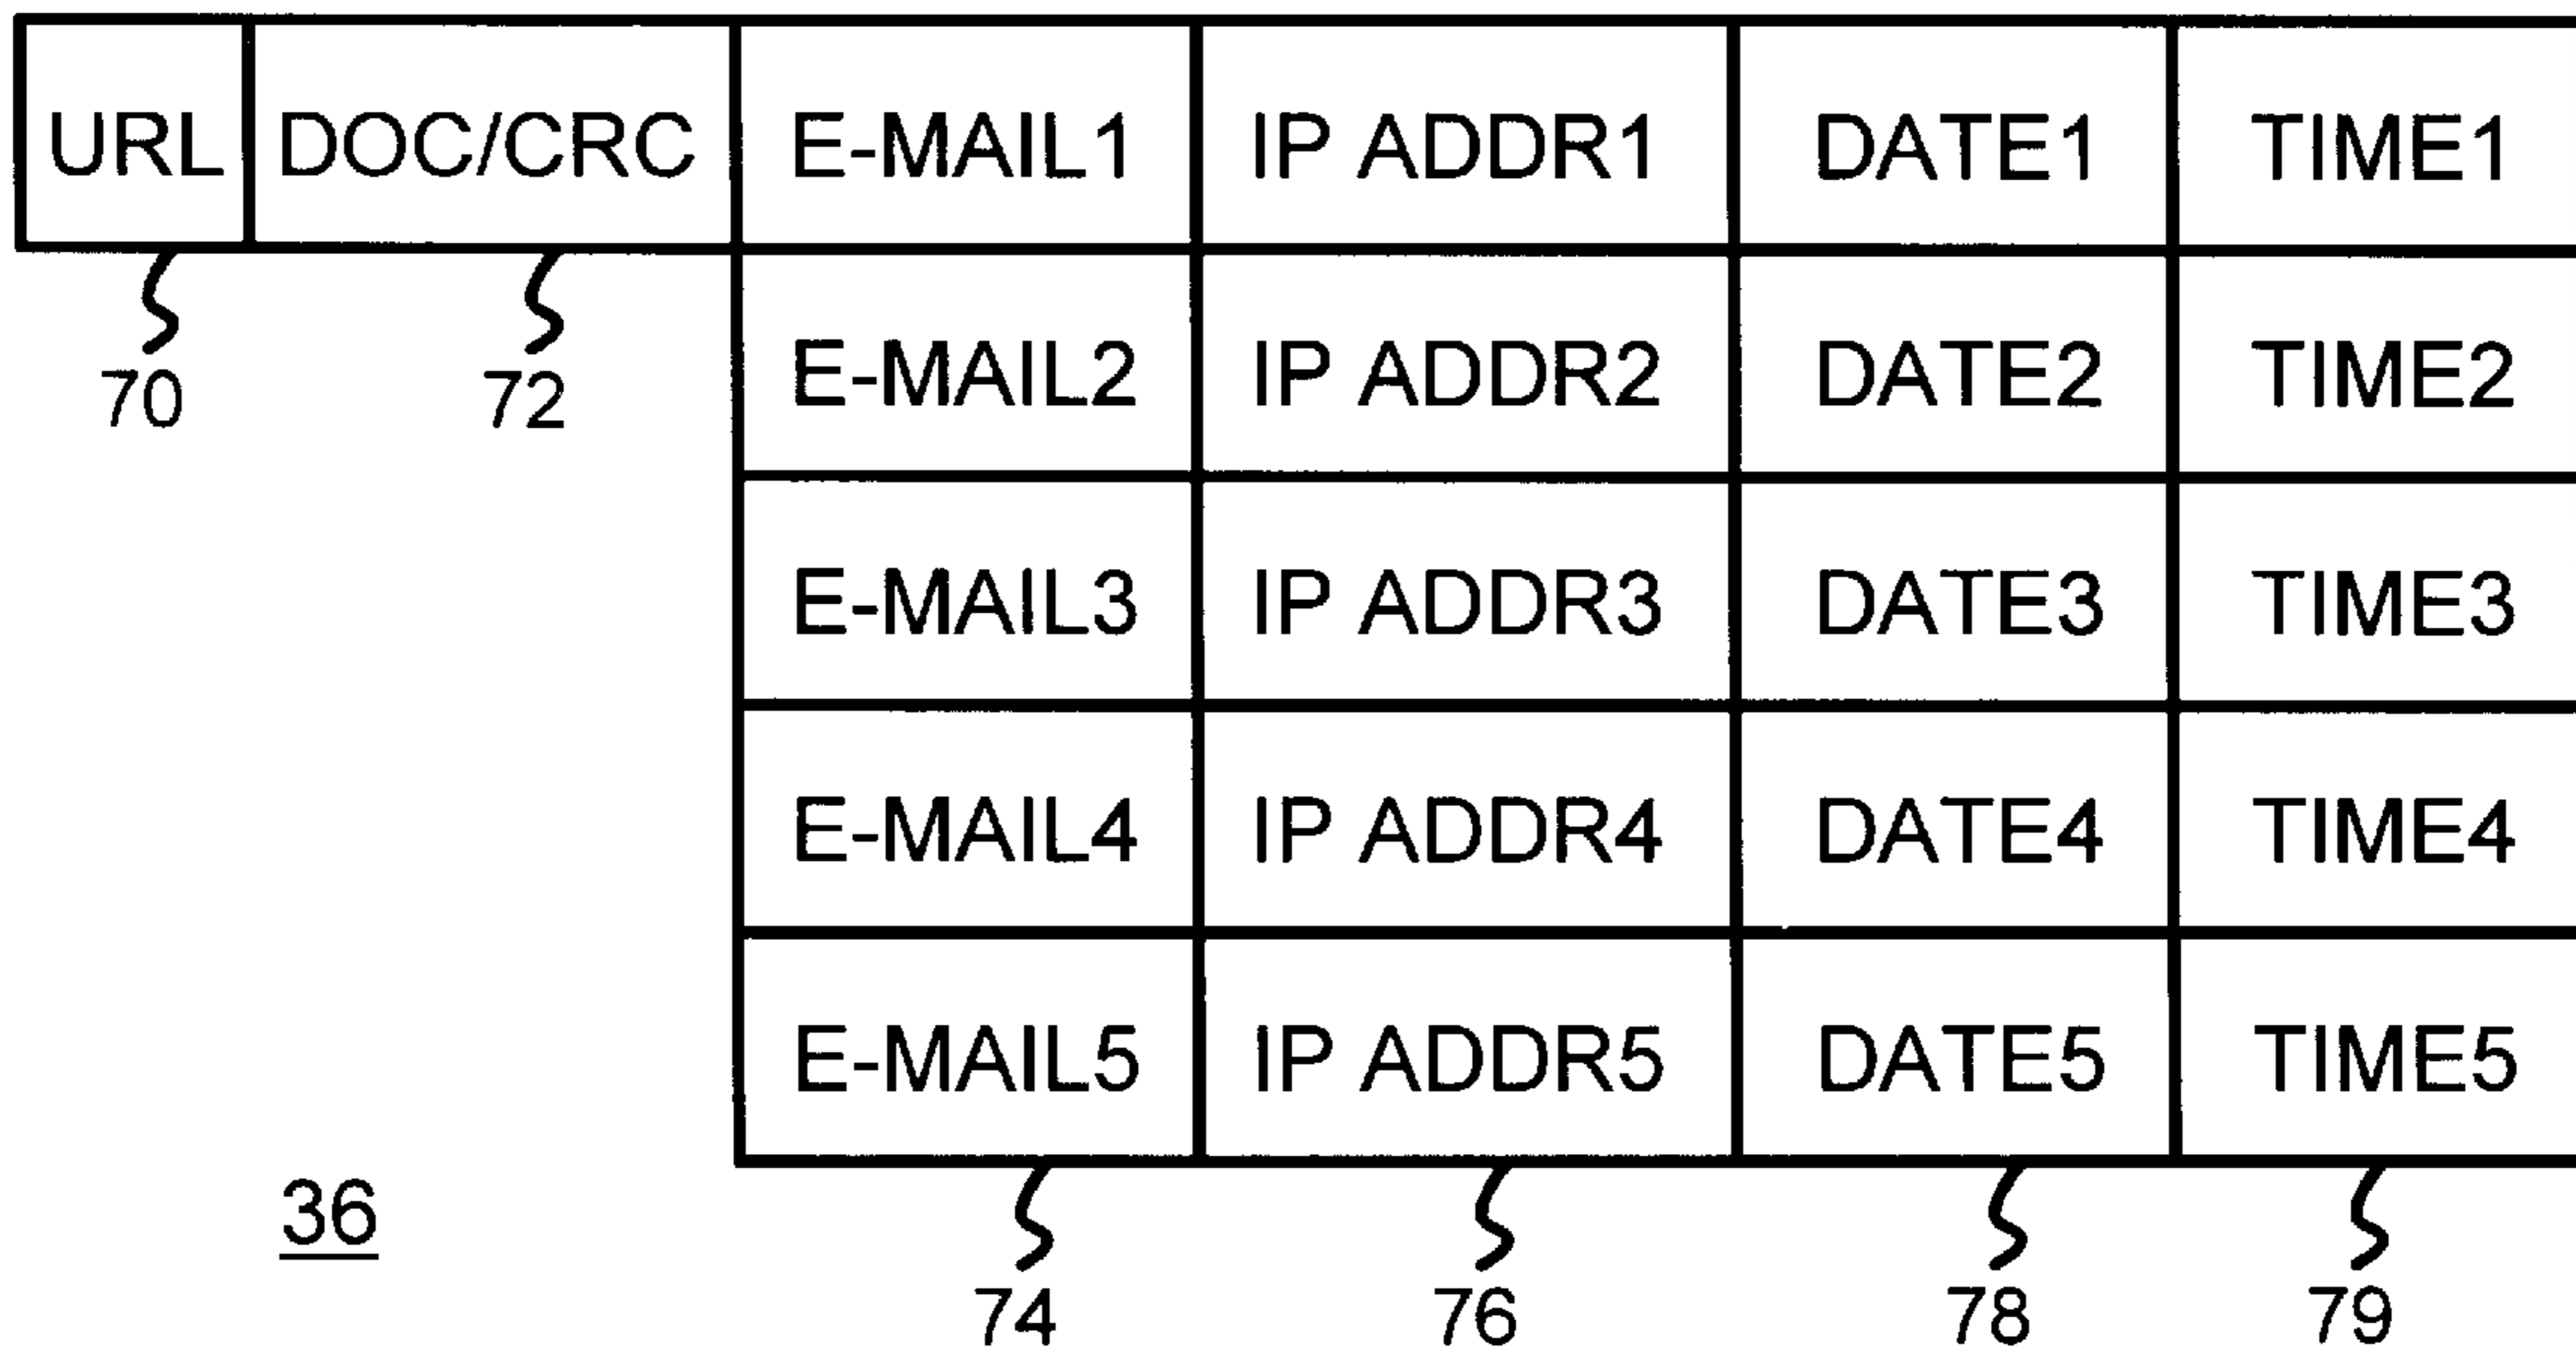 URL DOC/CRC E-MAIL1 IP ADDR1 DATE1 TIME1
70 72 E-MAIL2 IP ADDR2 DATE2 TIME2
E-MAIL3 IP ADDR3 DATE3 TIME3
E-MAIL4 IP ADDR4 DATE4 TIME4
E-MAIL5 IP ADDR5 DATE5 TIME5
36
74 76 78 79